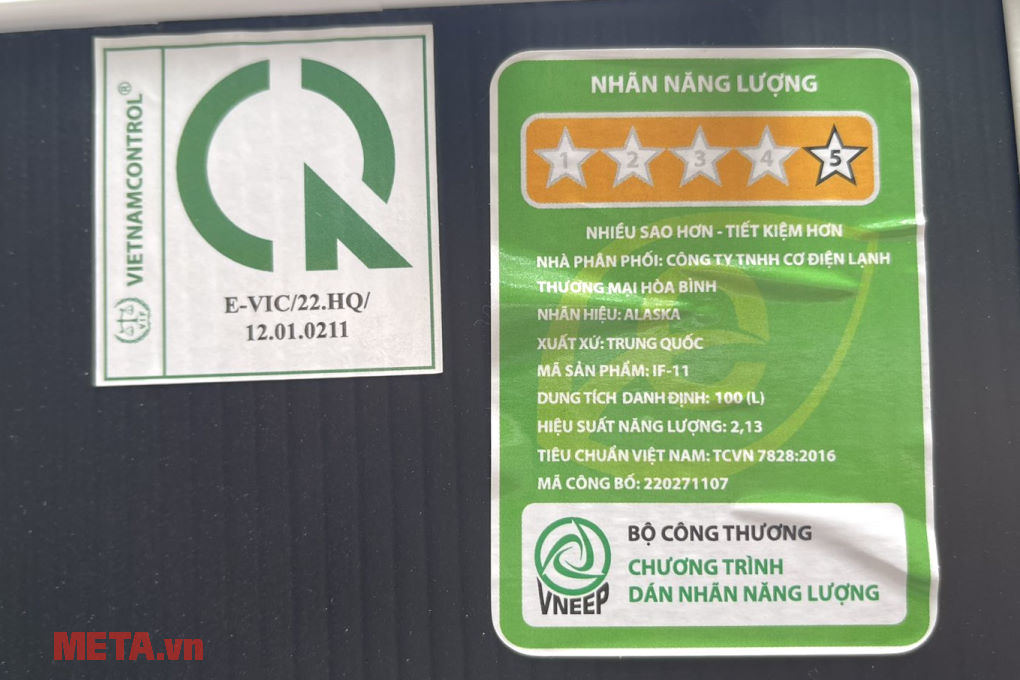 VIETNAMCONTROL®
VIF
E-VIC/22.HQ/
12.01.0211
NHÃN NĂNG LƯỢNG
1 2 3 4 5
NHIỀU SAO HƠN - TIẾT KIỆM HƠN
NHÀ PHÂN PHỐI: CÔNG TY TNHH CƠ ĐIỆN LẠNH
THƯƠNG MẠI HÒA BÌNH
NHÃN HIỆU: ALASKA
XUẤT XỨ: TRUNG QUỐC
MÃ SẢN PHẨM: IF-11
DUNG TÍCH DANH ĐỊNH: 100 (L)
HIỆU SUẤT NĂNG LƯỢNG: 2,13
TIÊU CHUẨN VIỆT NAM: TCVN 7828:2016
MÃ CÔNG BỐ: 220271107
VNEEP
BỘ CÔNG THƯƠNG
CHƯƠNG TRÌNH
DÁN NHÃN NĂNG LƯỢNG
META.vn